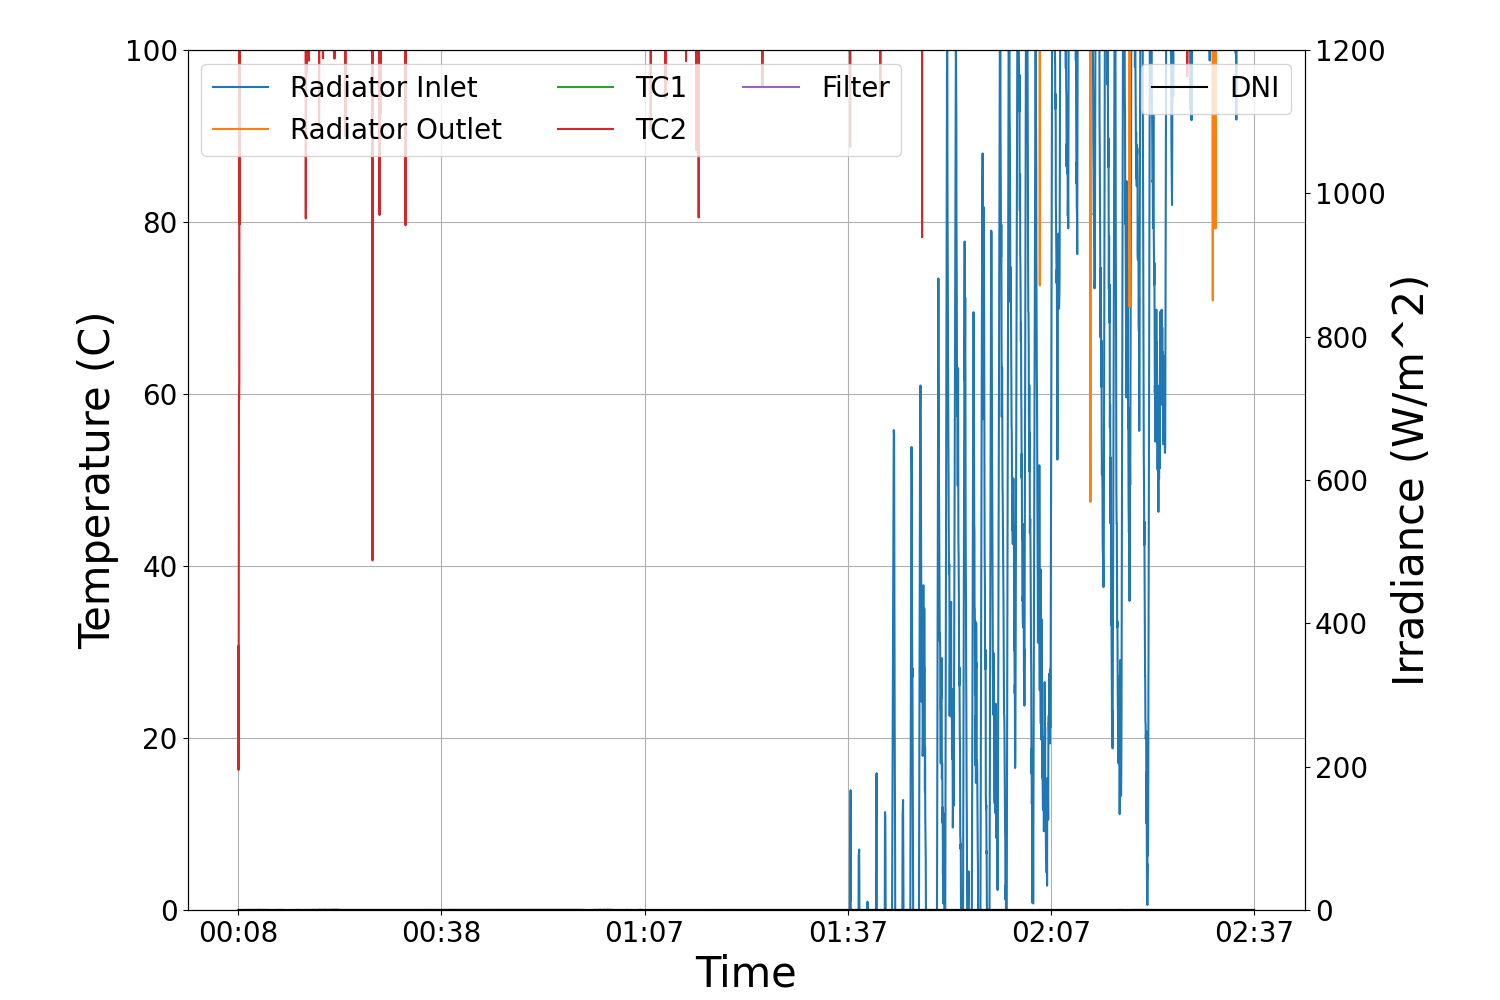 Radiator Inlet
Radiator Outlet
TC1
TC2
Filter
DNI
Temperature (C)
100
80
60
40
20
0
1200
1000
800
600
400
200
0
Irradiance (W/m^2)
00:08
00:38
01:07
01:37
02:07
02:37
Time